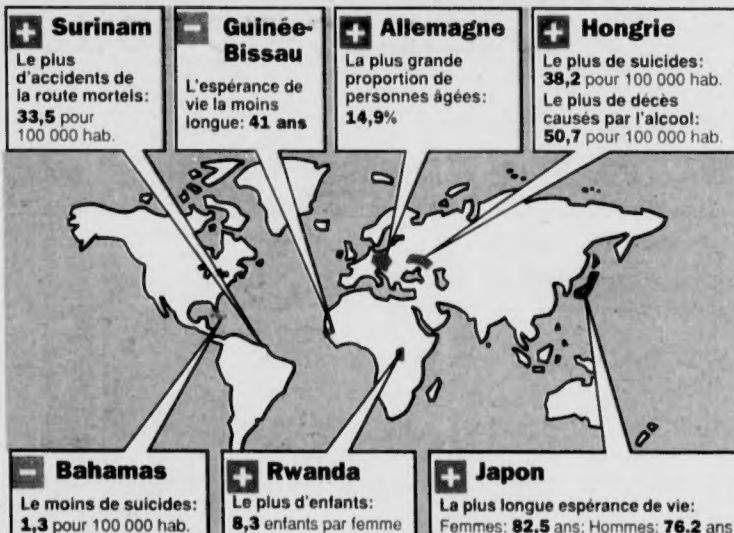 + Surinam
Le plus
d'accidents de
la route mortels:
33,5 pour
100 000 hab.
- Guinée-
Bissau
L'espérance de
vie la moins
longue: 41 ans
+ Allemagne
La plus grande
proportion de
personnes âgées:
14,9%
+ Hongrie
Le plus de suicides:
38,2 pour 100 000 hab.
Le plus de décès
causés par l'alcool:
50,7 pour 100 000 hab.
- Bahamas
Le moins de suicides:
1,3 pour 100 000 hab.
+ Rwanda
Le plus d'enfants:
8,3 enfants par femme
+ Japon
La plus longue espérance de vie:
Femmes: 82,5 ans; Hommes: 76,2 ans